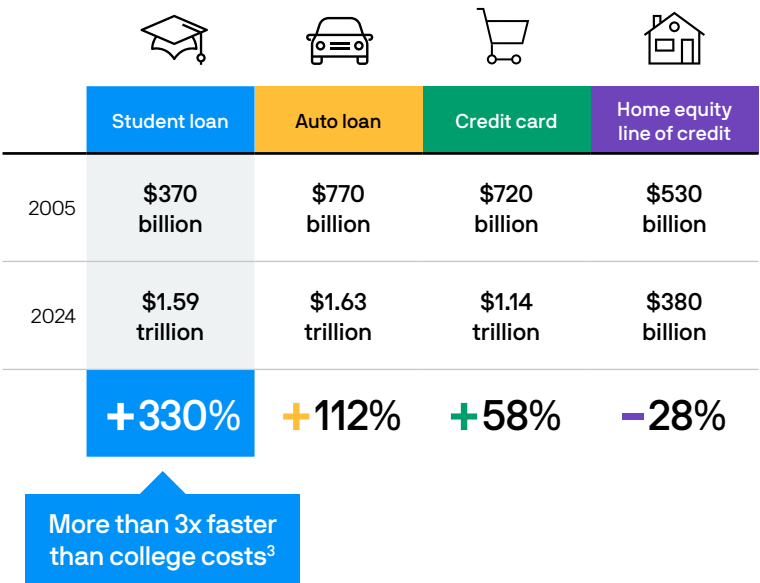 Student loan
Auto loan
Credit card
Home equity
line of credit
2005
$370
billion
$770
billion
$720
billion
$530
billion
2024
$1.59
trillion
$1.63
trillion
$1.14
trillion
$380
billion
+330%
+112%
+58%
−28%
More than 3x faster
than college costs³